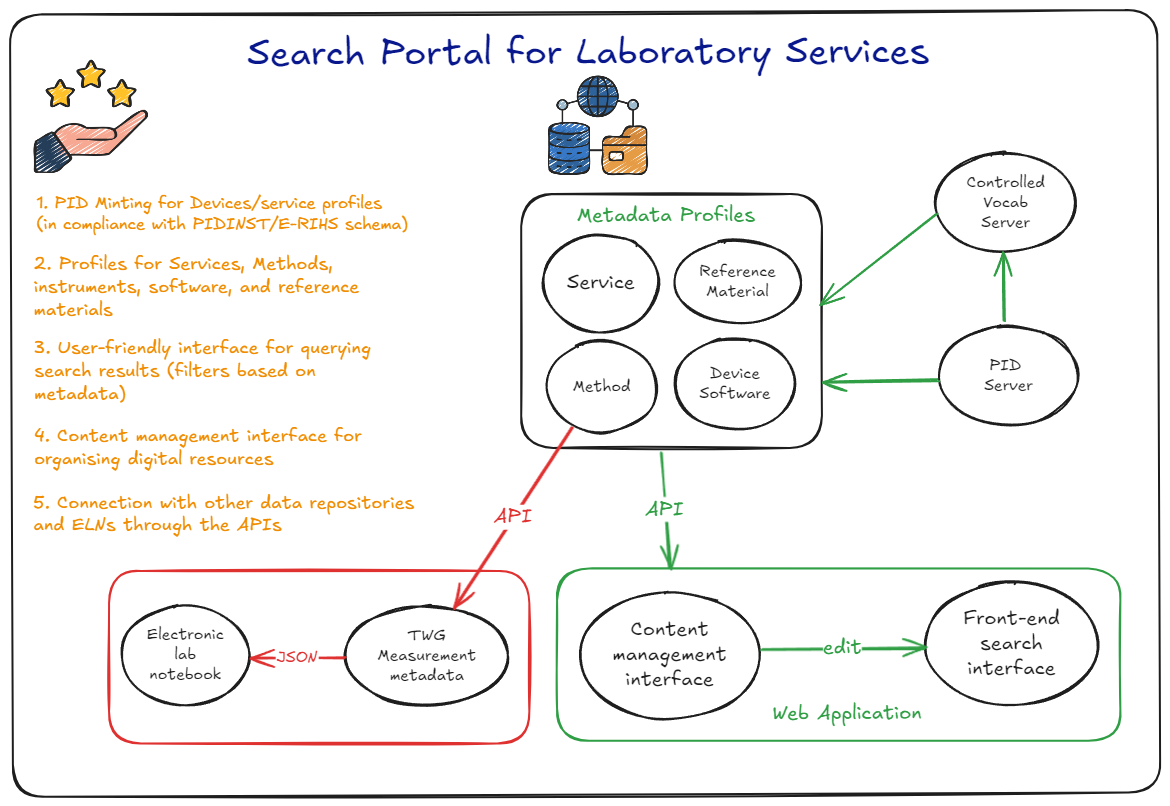 Search Portal for Laboratory Services
1. PID Minting for Devices/service profiles
(in compliance with PIDINST/E-RIHS schema)
2. Profiles for Services, Methods,
instruments, software, and reference
materials
3. User-friendly interface for querying
search results (filters based on
metadata)
4. Content management interface for
organising digital resources
5. Connection with other data repositories
and ELNs through the APIs
Metadata Profiles
Service
Reference
Material
Method
Device
Software
Controlled
Vocab
Server
PID
Server
API
API
Electronic
lab
notebook
JSON
TWG
Measurement
metadata
Content
management
interface
edit
Front-end
search
interface
Web Application